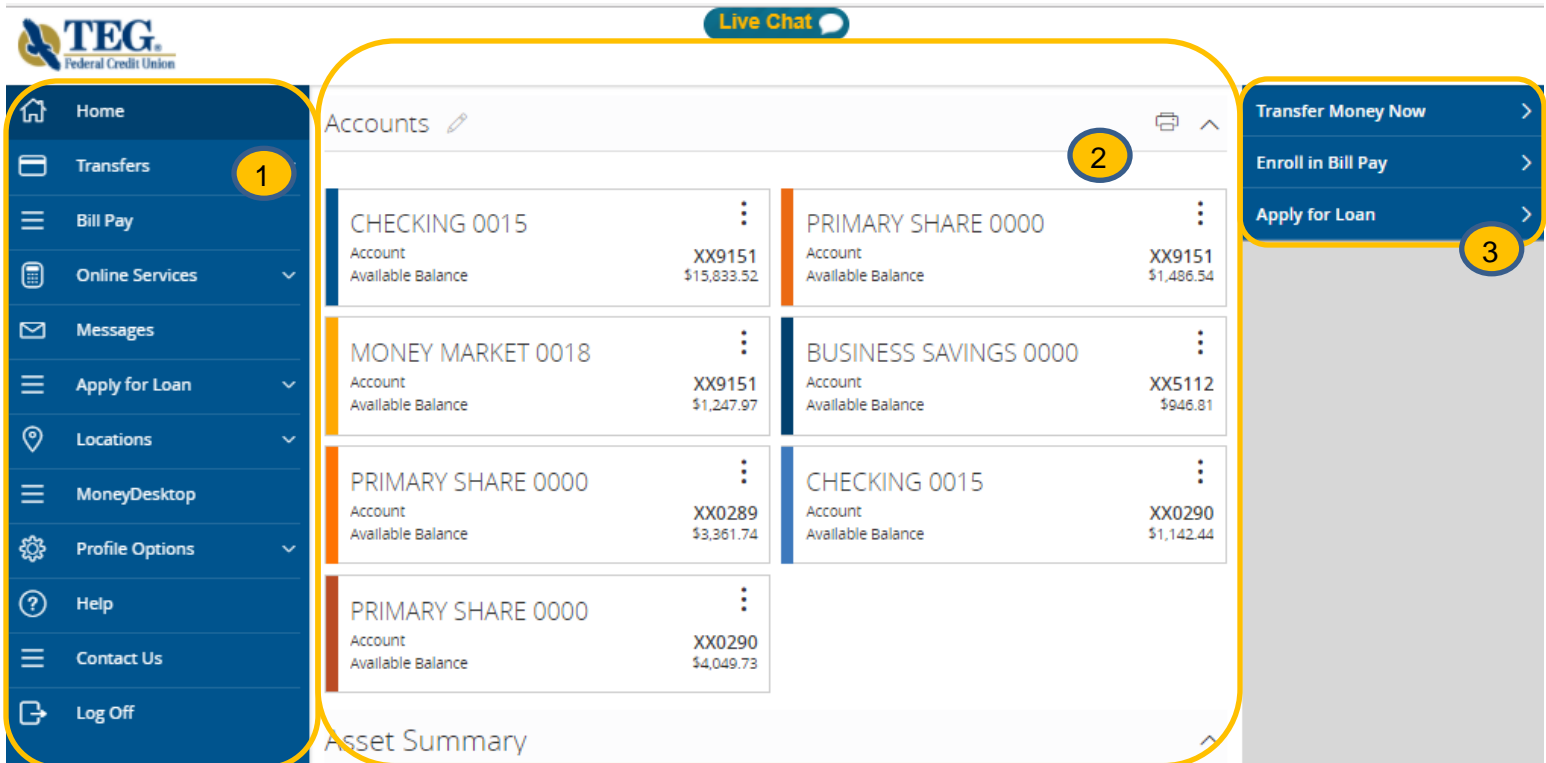 Live Chat
TEG®
Federal Credit Union
Home
Transfers
1
Bill Pay
Online Services
Messages
Apply for Loan
Locations
MoneyDesktop
Profile Options
Help
Contact Us
Log Off
Accounts
2
CHECKING 0015
Account XX9151
Available Balance $15,833.52
PRIMARY SHARE 0000
Account XX9151
Available Balance $1,486.54
MONEY MARKET 0018
Account XX9151
Available Balance $1,247.97
BUSINESS SAVINGS 0000
Account XX5112
Available Balance $946.81
PRIMARY SHARE 0000
Account XX0289
Available Balance $3,361.74
CHECKING 0015
Account XX0290
Available Balance $1,142.44
PRIMARY SHARE 0000
Account XX0290
Available Balance $4,049.73
Asset Summary
Transfer Money Now
Enroll in Bill Pay
Apply for Loan
3